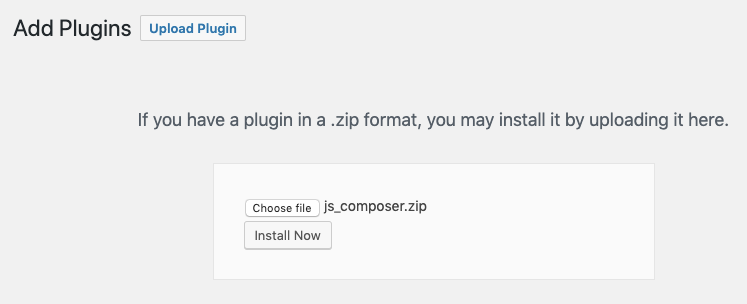 Add Plugins Upload Plugin
If you have a plugin in a .zip format, you may install it by uploading it here.
Choose file js_composer.zip
Install Now